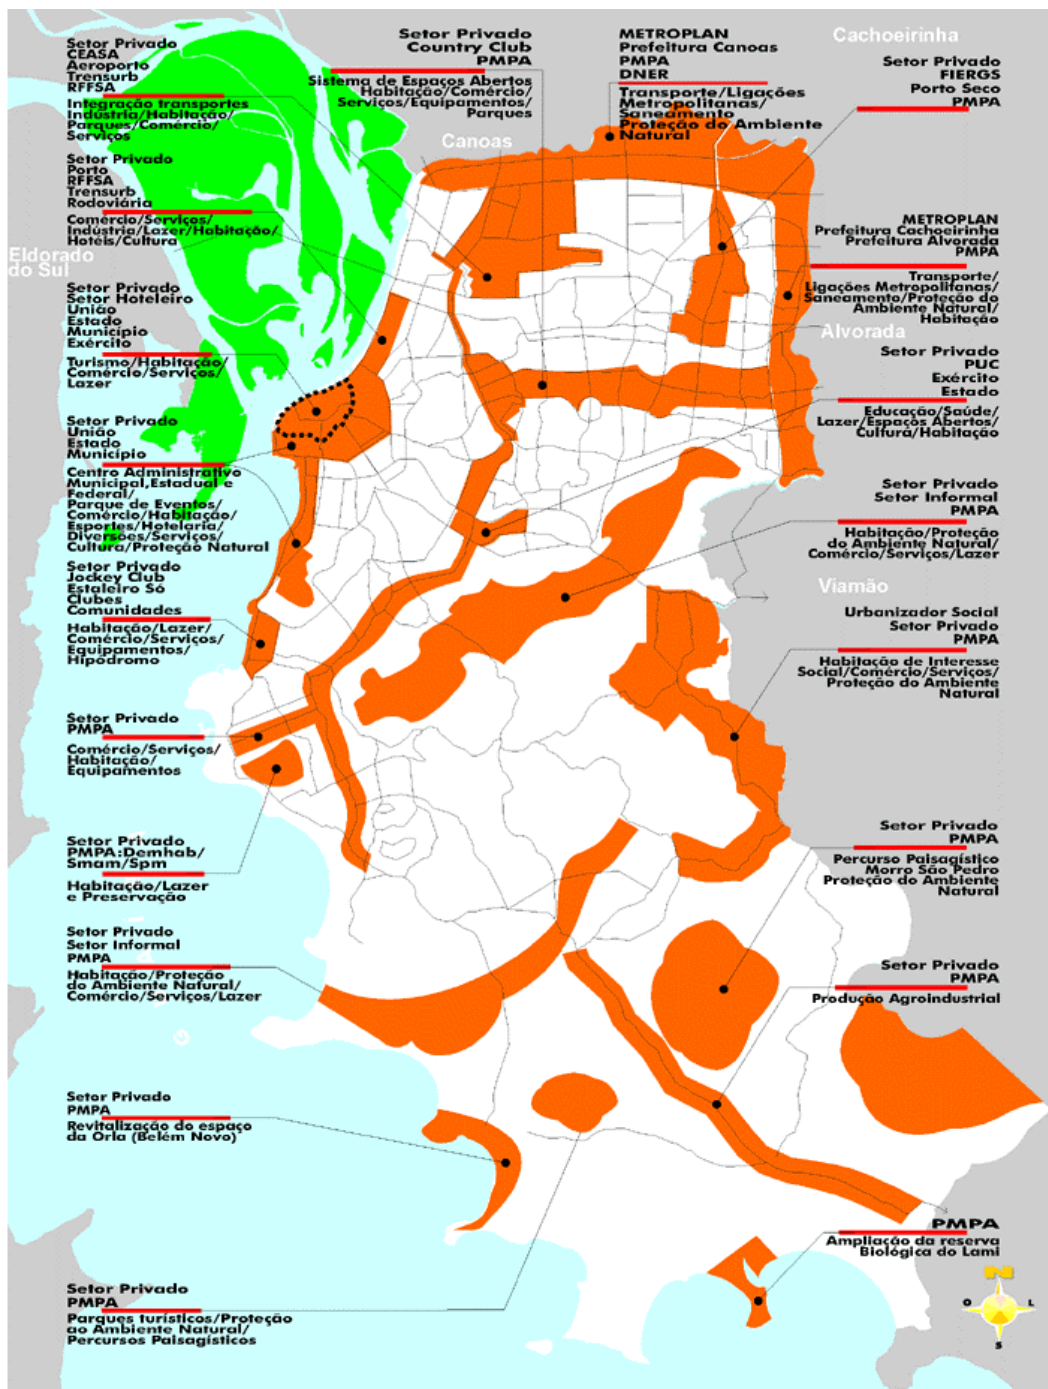 Setor Privado
CEASA
Aeroporto
Trensurb
RFFSA
Integração transportes
Indústria/Habitação/
Parques/Comércio/
Serviços
Setor Privado
Porto
RFFSA
Trensurb
Rodoviária
Comércio/Serviços/
Indústria/Lazer/Habitação/
Hotéis/Cultura
Eldorado
do Sul
Setor Privado
Setor Hoteleiro
União
Estado
Município
Exército
Turismo/Habitação/
Comércio/Serviços/
Lazer
Setor Privado
União
Estado
Município
Centro Administrativo
Municipal,Estadual e
Federal/
Parque de Eventos/
Comércio/Habitação/
Esportes/Hotelaria/
Diversões/Serviços/
Cultura/Proteção Natural
Setor Privado
Jockey Club
Estaleiro Só
Clubes
Comunidades
Habitação/Lazer/
Comércio/Serviços/
Equipamentos/
Hipódromo
Setor Privado
PMPA
Comércio/Serviços/
Habitação/
Equipamentos
Setor Privado
PMPA:Demhab/
Smam/Spm
Habitação/Lazer
e Preservação
Setor Privado
Setor Informal
PMPA
Habitação/Proteção
do Ambiente Natural/
Comércio/Serviços/Lazer
Setor Privado
PMPA
Revitalização do espaço
da Orla (Belém Novo)
Setor Privado
PMPA
Parques turísticos/Proteção
ao Ambiente Natural/
Percursos Paisagísticos
Setor Privado
Country Club
PMPA
Sistema de Espaços Abertos
Habitação/Comércio/
Serviços/Equipamentos/
Parques
Canoas
METROPLAN
Prefeitura Canoas
PMPA
DNER
Transporte/Ligações
Metropolitanas/
Saneamento
Proteção do Ambiente
Natural
Cachoeirinha
Setor Privado
FIERGS
Porto Seco
PMPA
METROPLAN
Prefeitura Cachoeirinha
Prefeitura Alvorada
PMPA
Transporte/
Ligações Metropolitanas/
Saneamento/Proteção do
Ambiente Natural/
Habitação
Alvorada
Setor Privado
PUC
Exército
Estado
Educação/Saúde/
Lazer/Espaços Abertos/
Cultura/Habitação
Setor Privado
Setor Informal
PMPA
Habitação/Proteção
do Ambiente Natural/
Comércio/Serviços/Lazer
Viamão
Urbanizador Social
Setor Privado
PMPA
Habitação de Interesse
Social/Comércio/Serviços/
Proteção do Ambiente
Natural
Setor Privado
PMPA
Percurso Paisagístico
Morro São Pedro
Proteção do Ambiente
Natural
Setor Privado
PMPA
Produção Agroindustrial
PMPA
Ampliação da reserva
Biológica do Lami
N
O
L
S